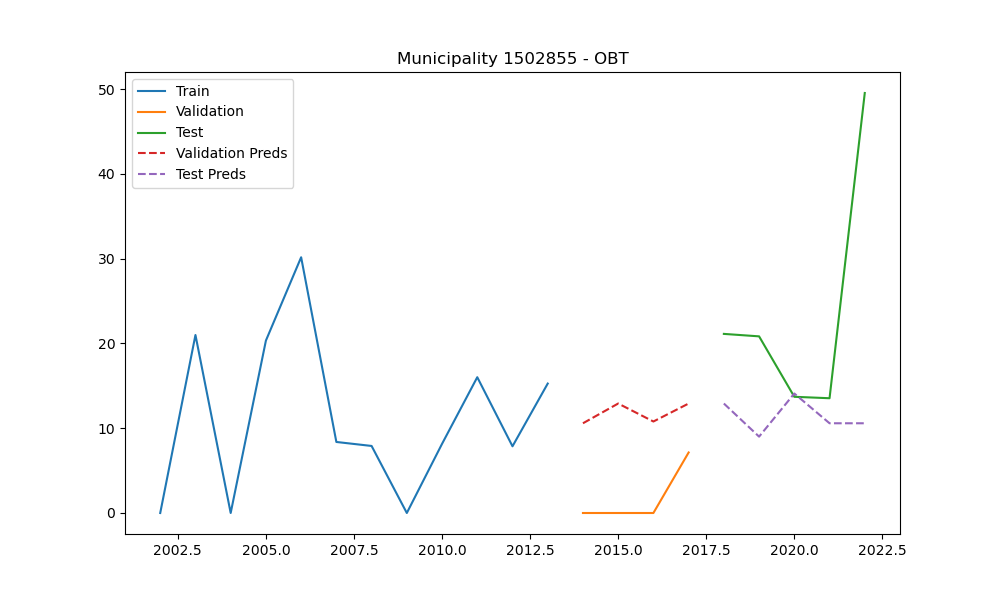 Municipality 1502855 - OBT
Train
Validation
Test
Validation Preds
Test Preds
50
40
30
20
10
0
2002.5 2005.0 2007.5 2010.0 2012.5 2015.0 2017.5 2020.0 2022.5